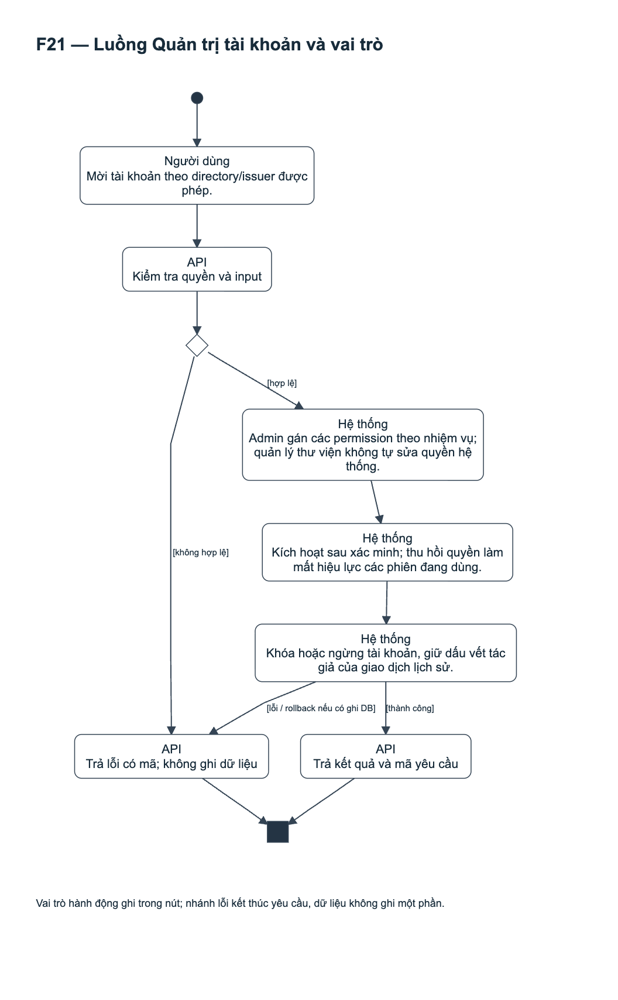 F21 — Luồng Quản trị tài khoản và vai trò
Người dùng
Mời tài khoản theo directory/issuer được
phép.
API
Kiểm tra quyền và input
[hợp lệ]
Hệ thống
Admin gán các permission theo nhiệm vụ;
quản lý thư viện không tự sửa quyền hệ
thống.
Hệ thống
Kích hoạt sau xác minh; thu hồi quyền làm
mất hiệu lực các phiên đang dùng.
[không hợp lệ]
Hệ thống
Khóa hoặc ngừng tài khoản, giữ dấu vết tác
giả của giao dịch lịch sử.
[lỗi / rollback nếu có ghi DB]
[thành công]
API
Trả lỗi có mã; không ghi dữ liệu
API
Trả kết quả và mã yêu cầu
Vai trò hành động ghi trong nút; nhánh lỗi kết thúc yêu cầu, dữ liệu không ghi một phần.